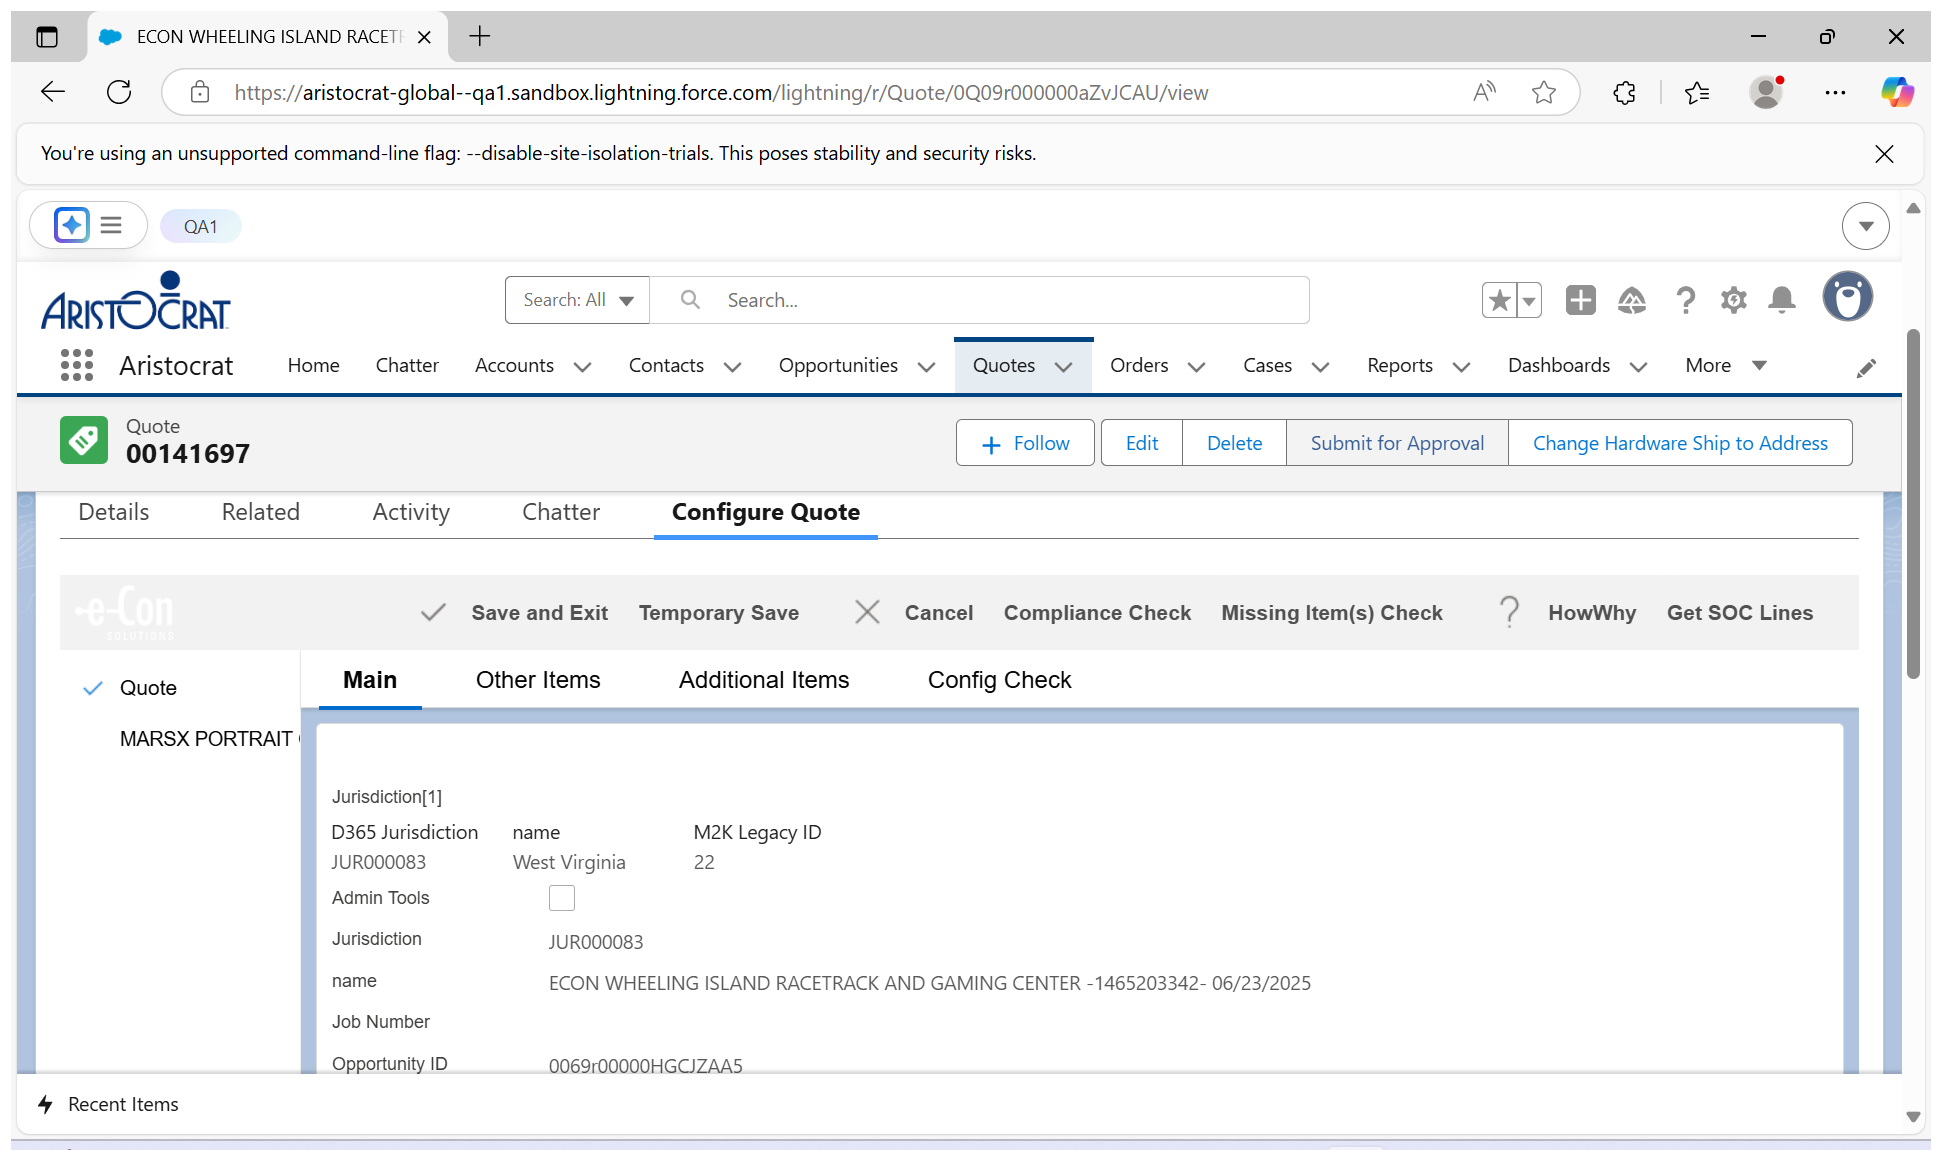 ECON WHEELING ISLAND RACETR
https://aristocrat-global--qa1.sandbox.lightning.force.com/lightning/r/Quote/0Q09r000000aZvJCAU/view
You're using an unsupported command-line flag: --disable-site-isolation-trials. This poses stability and security risks.
QA1
ARISTOCRAT
Search: All
Search...
Aristocrat
Home
Chatter
Accounts
Contacts
Opportunities
Quotes
Orders
Cases
Reports
Dashboards
More
Quote
00141697
Follow
Edit
Delete
Submit for Approval
Change Hardware Ship to Address
Details
Related
Activity
Chatter
Configure Quote
e-Con
SOLUTIONS
Save and Exit
Temporary Save
Cancel
Compliance Check
Missing Item(s) Check
HowWhy
Get SOC Lines
Quote
MARSX PORTRAIT
Main
Other Items
Additional Items
Config Check
Jurisdiction[1]
D365 Jurisdiction name M2K Legacy ID
JUR000083 West Virginia 22
Admin Tools
Jurisdiction JUR000083
name ECON WHEELING ISLAND RACETRACK AND GAMING CENTER -1465203342- 06/23/2025
Job Number
Opportunity ID 0069r00000HGCJZAA5
Recent Items